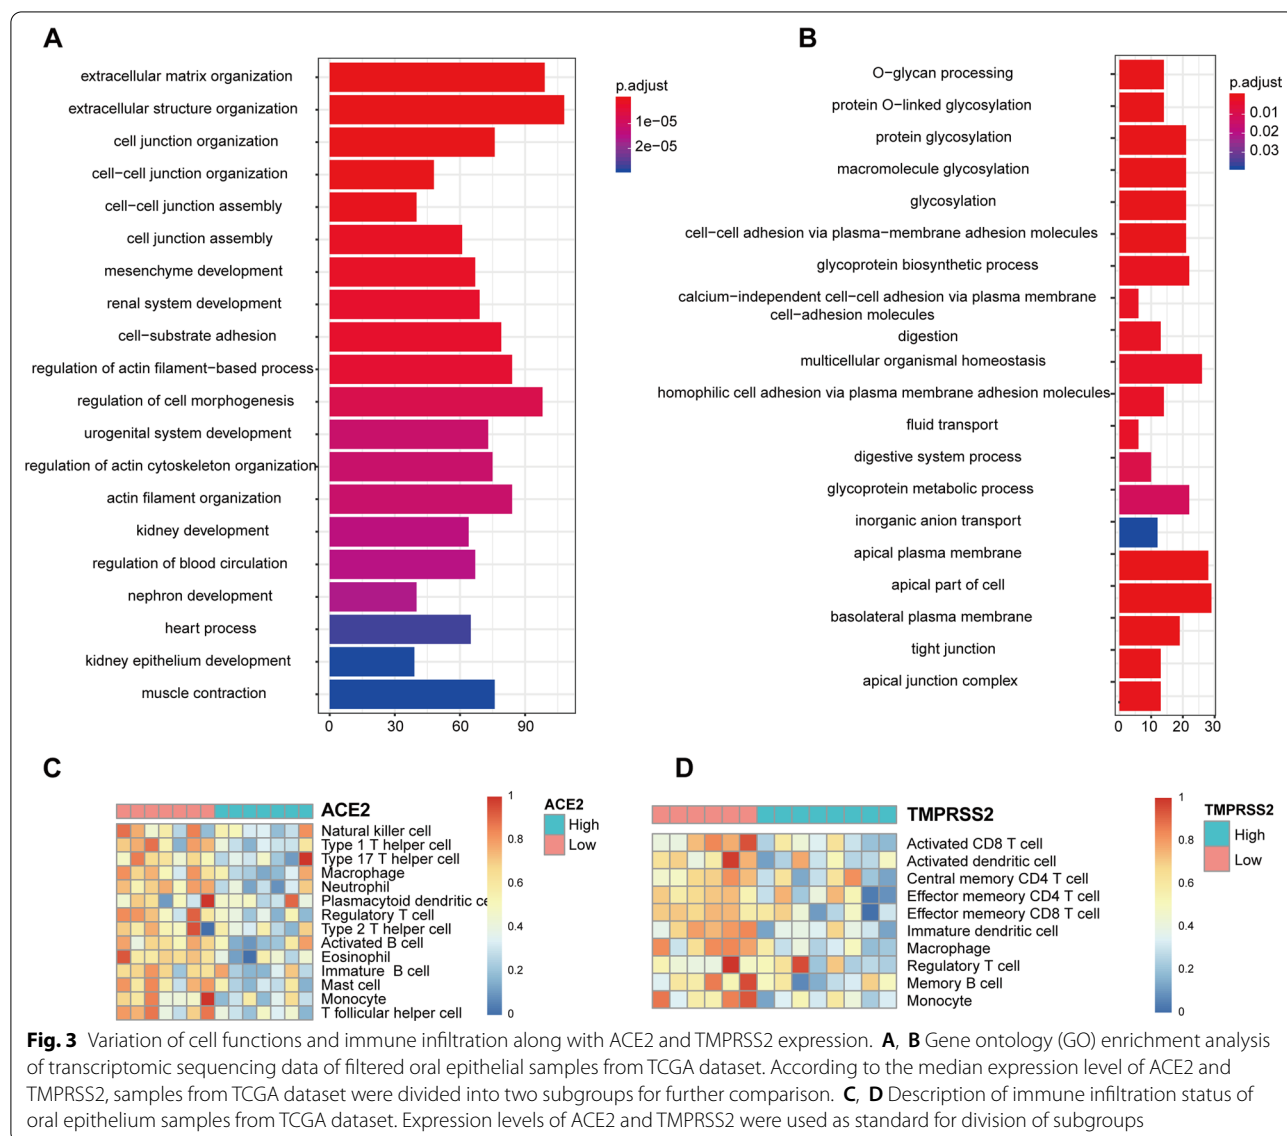 A
extracellular matrix organization
extracellular structure organization
cell junction organization
cell−cell junction organization
cell−cell junction assembly
cell junction assembly
mesenchyme development
renal system development
cell−substrate adhesion
regulation of actin filament−based process
regulation of cell morphogenesis
urogenital system development
regulation of actin cytoskeleton organization
actin filament organization
kidney development
regulation of blood circulation
nephron development
heart process
kidney epithelium development
muscle contraction
0 30 60 90
p.adjust
1e−05
2e−05
B
O−glycan processing
protein O−linked glycosylation
protein glycosylation
macromolecule glycosylation
glycosylation
cell−cell adhesion via plasma−membrane adhesion molecules
glycoprotein biosynthetic process
calcium−independent cell−cell adhesion via plasma membrane
cell−adhesion molecules
digestion
multicellular organismal homeostasis
homophilic cell adhesion via plasma membrane adhesion molecules
fluid transport
digestive system process
glycoprotein metabolic process
inorganic anion transport
apical plasma membrane
apical part of cell
basolateral plasma membrane
tight junction
apical junction complex
0 10 20 30
p.adjust
0.01
0.02
0.03
C
ACE2
Natural killer cell
Type 1 T helper cell
Type 17 T helper cell
Macrophage
Neutrophil
Plasmacytoid dendritic ce
Regulatory T cell
Type 2 T helper cell
Activated B cell
Eosinophil
Immature B cell
Mast cell
Monocyte
T follicular helper cell
1
0.8
0.6
0.4
0.2
0
ACE2
High
Low
D
TMPRSS2
Activated CD8 T cell
Activated dendritic cell
Central memory CD4 T cell
Effector memeory CD4 T cell
Effector memeory CD8 T cell
Immature dendritic cell
Macrophage
Regulatory T cell
Memory B cell
Monocyte
1
0.8
0.6
0.4
0.2
0
TMPRSS2
High
Low
Fig. 3 Variation of cell functions and immune infiltration along with ACE2 and TMPRSS2 expression. A, B Gene ontology (GO) enrichment analysis
of transcriptomic sequencing data of filtered oral epithelial samples from TCGA dataset. According to the median expression level of ACE2 and
TMPRSS2, samples from TCGA dataset were divided into two subgroups for further comparison. C, D Description of immune infiltration status of
oral epithelium samples from TCGA dataset. Expression levels of ACE2 and TMPRSS2 were used as standard for division of subgroups